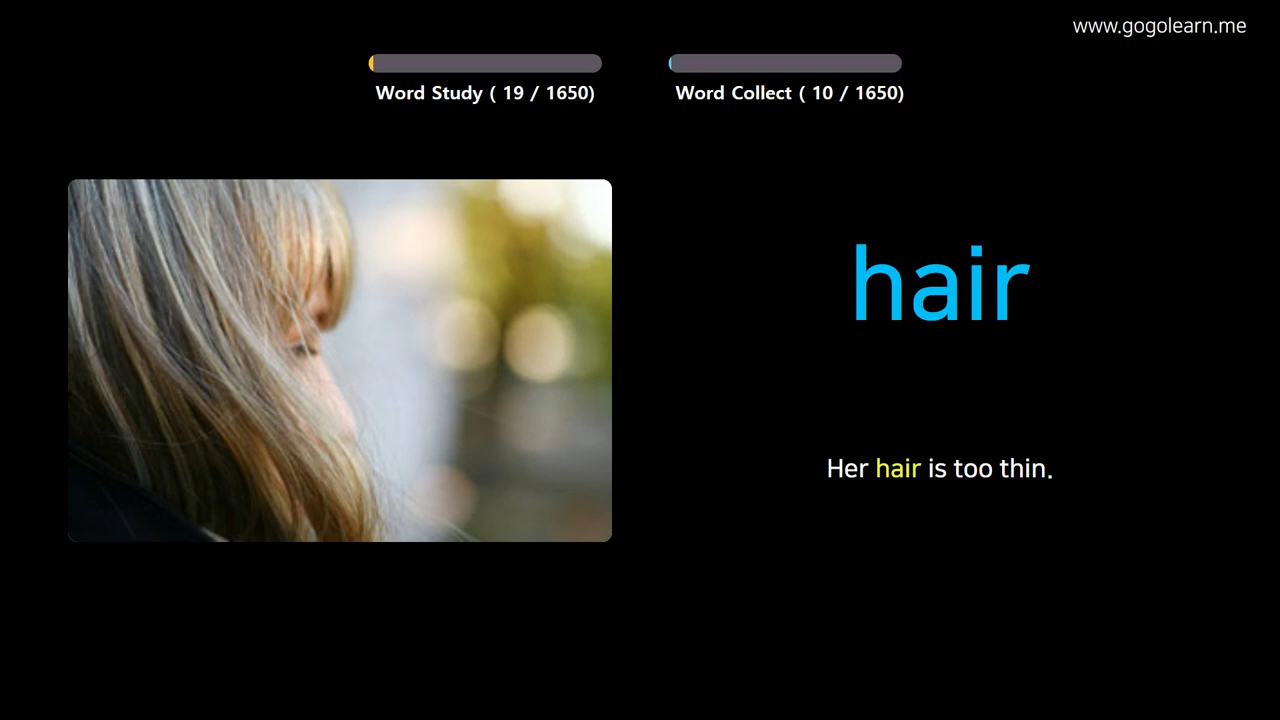 www.gogolearn.me
Word Study ( 19 / 1650)
Word Collect ( 10 / 1650)
hair
Her hair is too thin.